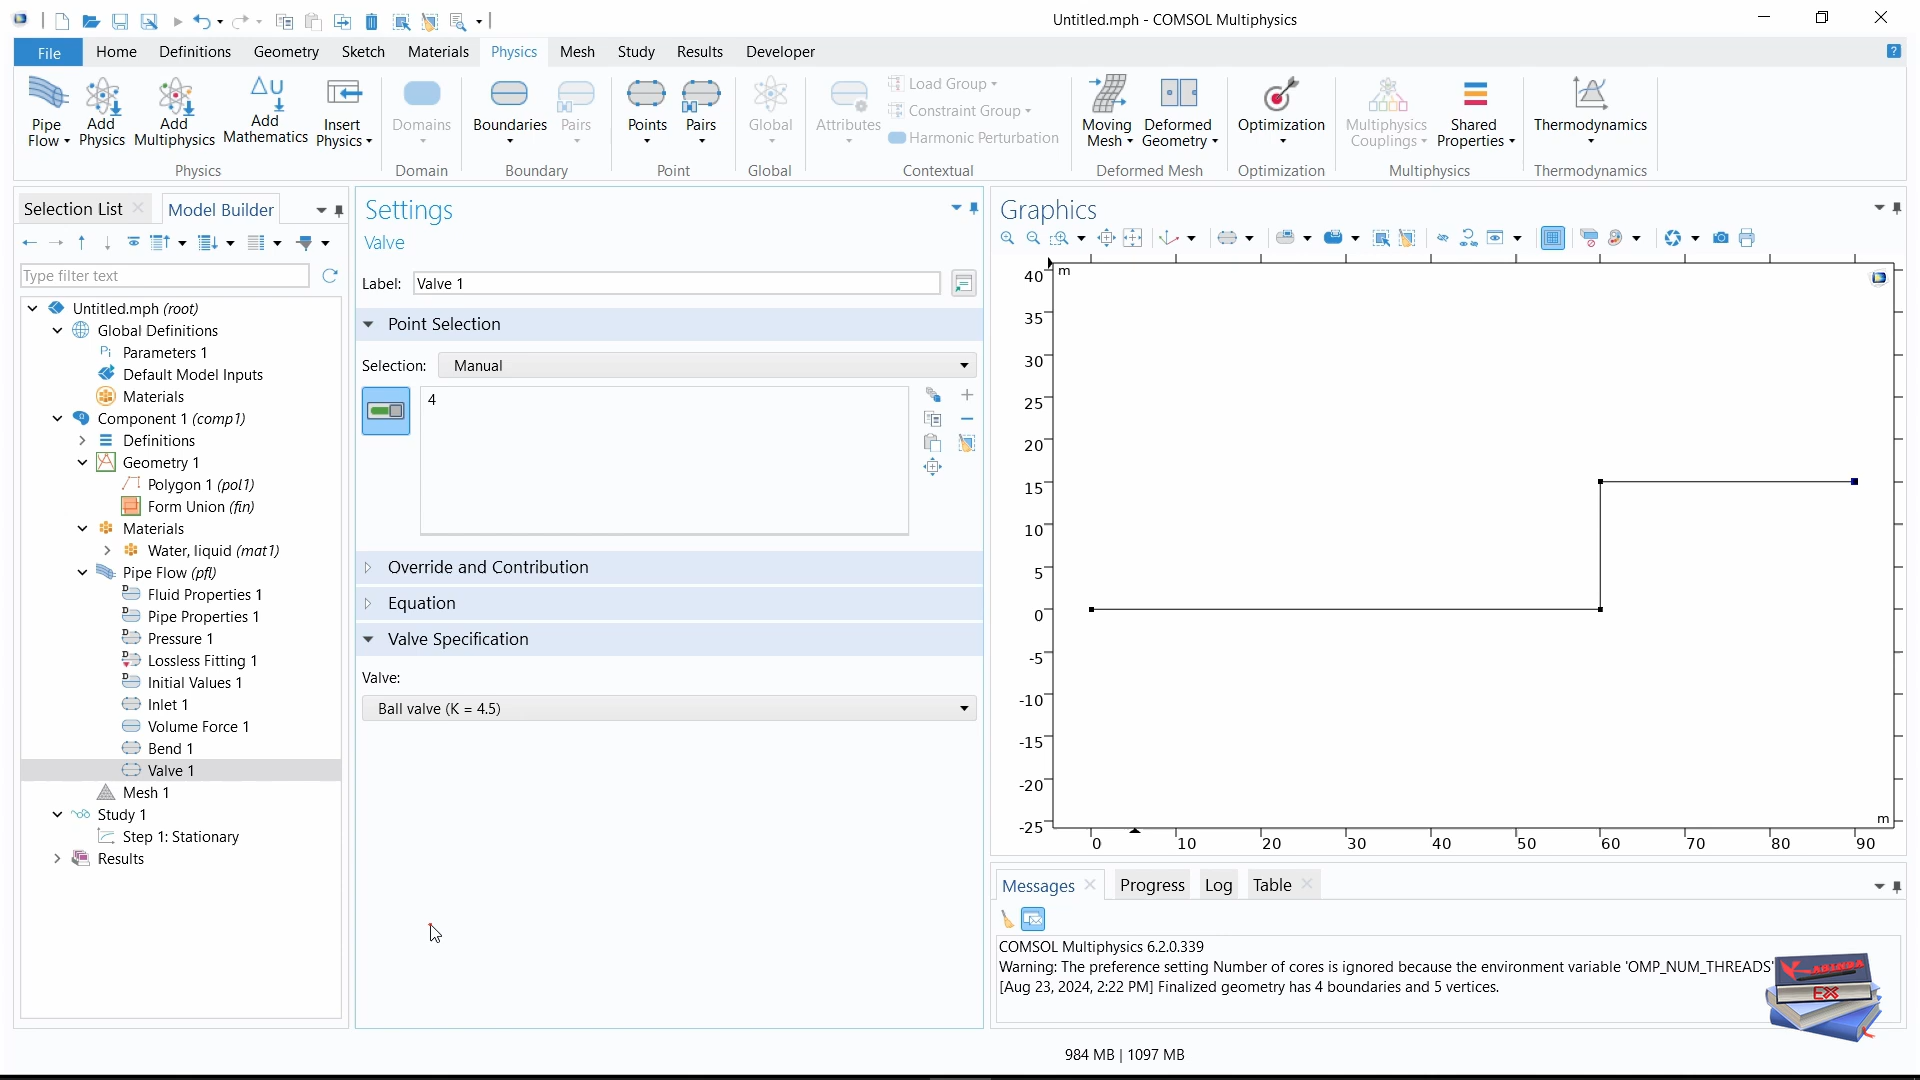 Untitled.mph - COMSOL Multiphysics
File Home Definitions Geometry Sketch Materials Physics Mesh Study Results Developer
Pipe Flow
Add Physics
Add Multiphysics
Add Mathematics
Insert Physics
Physics
Domains
Domain
Boundaries
Pairs
Boundary
Points
Pairs
Point
Global
Global
Attributes
Load Group
Constraint Group
Harmonic Perturbation
Contextual
Moving Mesh
Deformed Geometry
Deformed Mesh
Optimization
Optimization
Multiphysics Couplings
Shared Properties
Multiphysics
Thermodynamics
Thermodynamics
Selection List
Model Builder
Type filter text
Untitled.mph (root)
Global Definitions
Pi Parameters 1
Default Model Inputs
Materials
Component 1 (comp1)
Definitions
Geometry 1
Polygon 1 (pol1)
Form Union (fin)
Materials
Water, liquid (mat1)
Pipe Flow (pfl)
D Fluid Properties 1
D Pipe Properties 1
D Pressure 1
D Lossless Fitting 1
D Initial Values 1
Inlet 1
Volume Force 1
Bend 1
Valve 1
Mesh 1
Study 1
Step 1: Stationary
Results
Settings
Valve
Label: Valve 1
Point Selection
Selection: Manual
4
Override and Contribution
Equation
Valve Specification
Valve:
Ball valve (K = 4.5)
Graphics
m
40
35
30
25
20
15
10
5
0
-5
-10
-15
-20
-25
m
0 10 20 30 40 50 60 70 80 90
Messages Progress Log Table
COMSOL Multiphysics 6.2.0.339
Warning: The preference setting Number of cores is ignored because the environment variable 'OMP_NUM_THREADS'
[Aug 23, 2024, 2:22 PM] Finalized geometry has 4 boundaries and 5 vertices.
EX
984 MB | 1097 MB